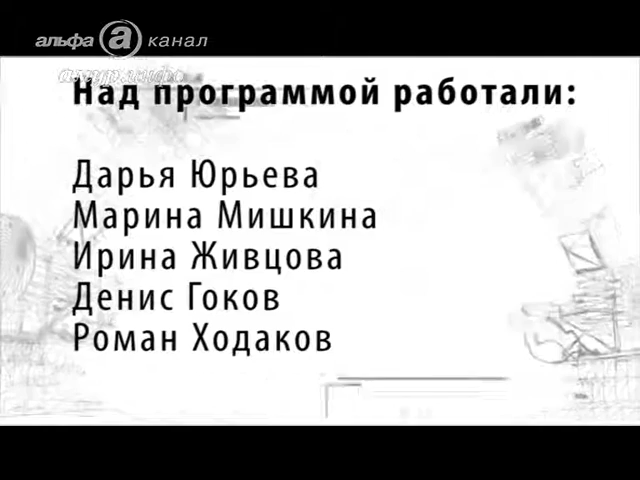 альфа а канал
Над программой работали:
Дарья Юрьева
Марина Мишкина
Ирина Живцова
Денис Гоков
Роман Ходаков